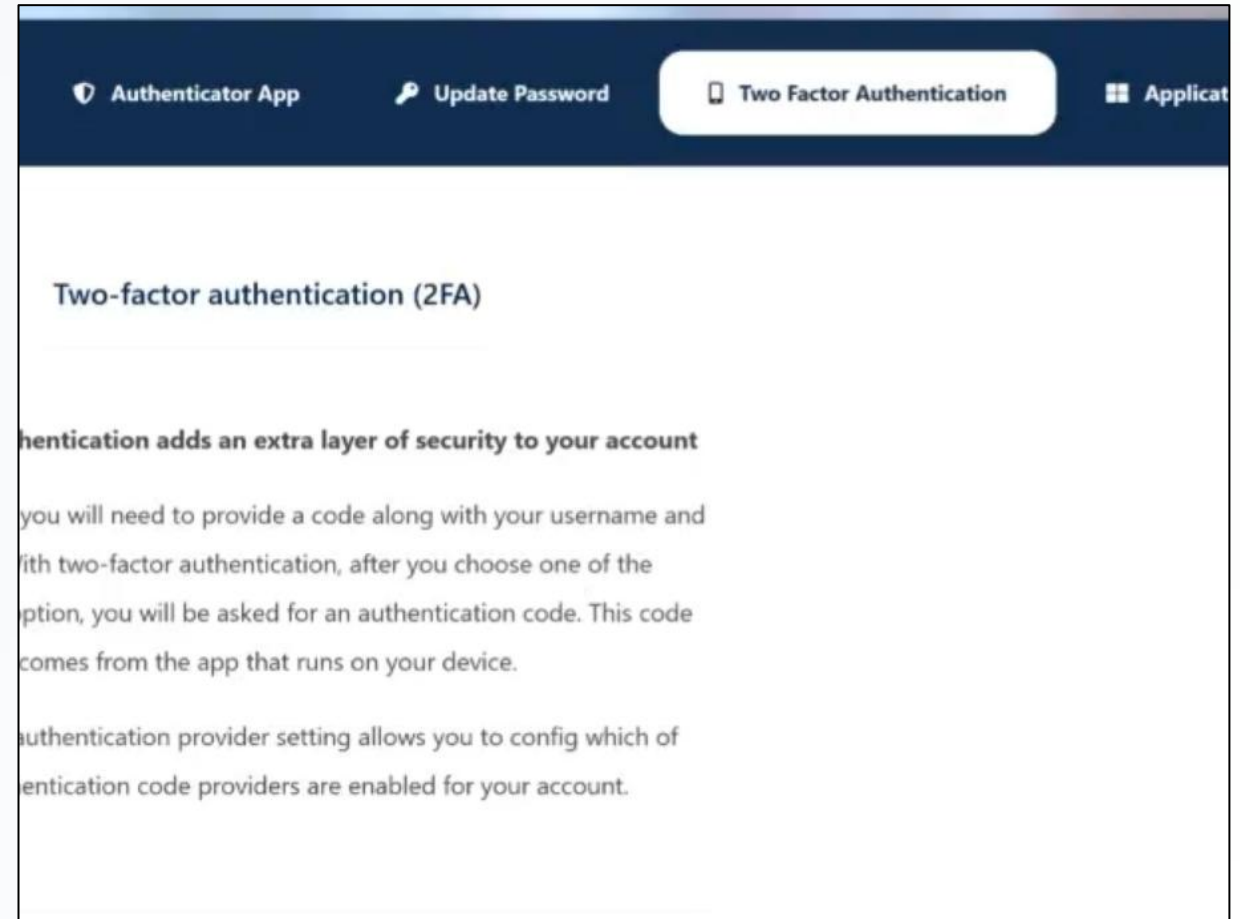 Authenticator App Update Password Two Factor Authentication Applicat
Two-factor authentication (2FA)
hentication adds an extra layer of security to your account
you will need to provide a code along with your username and
ith two-factor authentication, after you choose one of the
ption, you will be asked for an authentication code. This code
comes from the app that runs on your device.
uthentication provider setting allows you to config which of
entication code providers are enabled for your account.